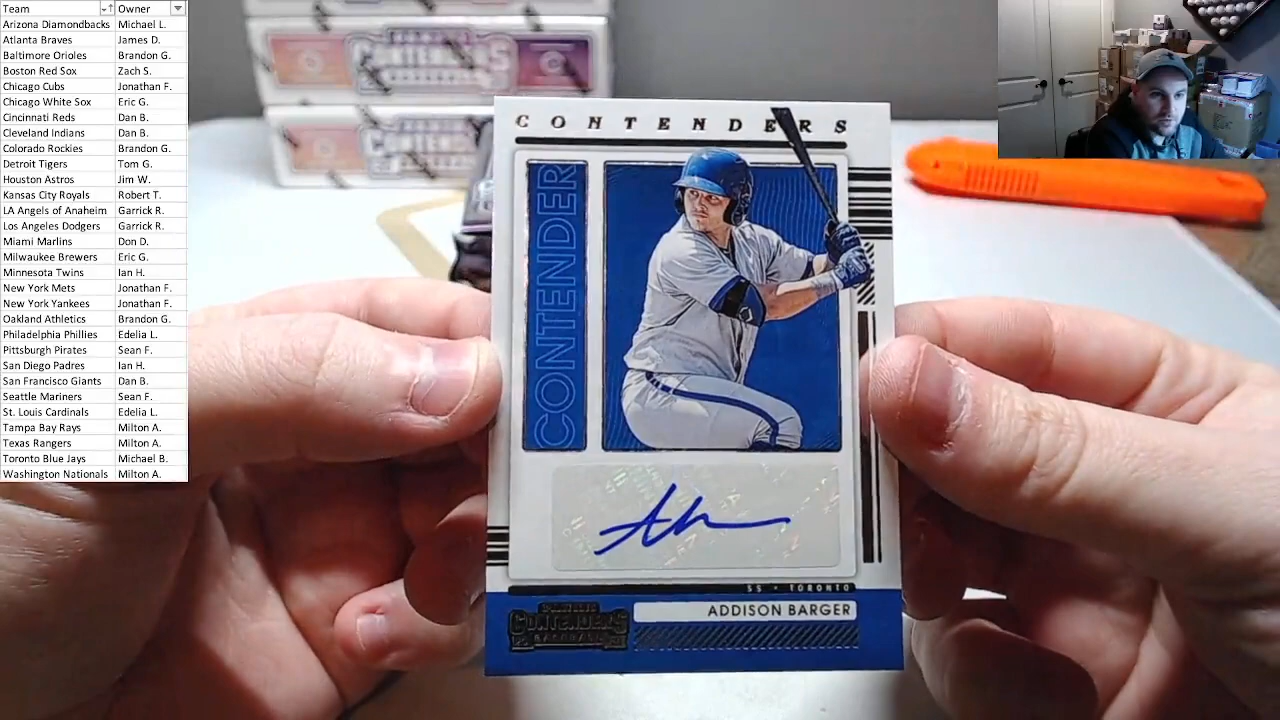 Team Owner
Arizona Diamondbacks Michael L.
Atlanta Braves James D.
Baltimore Orioles Brandon G.
Boston Red Sox Zach S.
Chicago Cubs Jonathan F.
Chicago White Sox Eric G.
Cincinnati Reds Dan B.
Cleveland Indians Dan B.
Colorado Rockies Brandon G.
Detroit Tigers Tom G.
Houston Astros Jim W.
Kansas City Royals Robert T.
LA Angels of Anaheim Garrick R.
Los Angeles Dodgers Garrick R.
Miami Marlins Don D.
Milwaukee Brewers Eric G.
Minnesota Twins Ian H.
New York Mets Jonathan F.
New York Yankees Jonathan F.
Oakland Athletics Brandon G.
Philadelphia Phillies Edelia L.
Pittsburgh Pirates Sean F.
San Diego Padres Ian H.
San Francisco Giants Dan B.
Seattle Mariners Sean F.
St. Louis Cardinals Edelia L.
Tampa Bay Rays Milton A.
Texas Rangers Milton A.
Toronto Blue Jays Michael B.
Washington Nationals Milton A.
CONTENDERS
CONTENDERS
CONTENDERS
CONTENDER
SS • TORONTO
ADDISON BARGER
CONTENDERS
BASEBALL